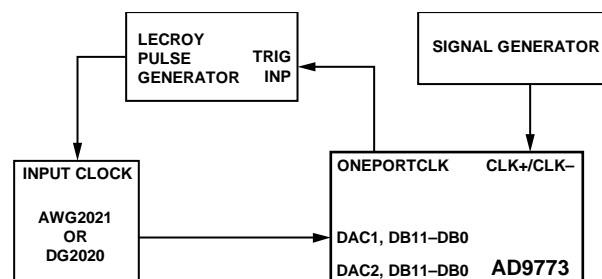 LECROY
PULSE
GENERATOR
TRIG
INP
SIGNAL GENERATOR
INPUT CLOCK
AWG2021
OR
DG2020
ONEPORTCLK
CLK+/CLK–
DAC1, DB11–DB0
DAC2, DB11–DB0
AD9773